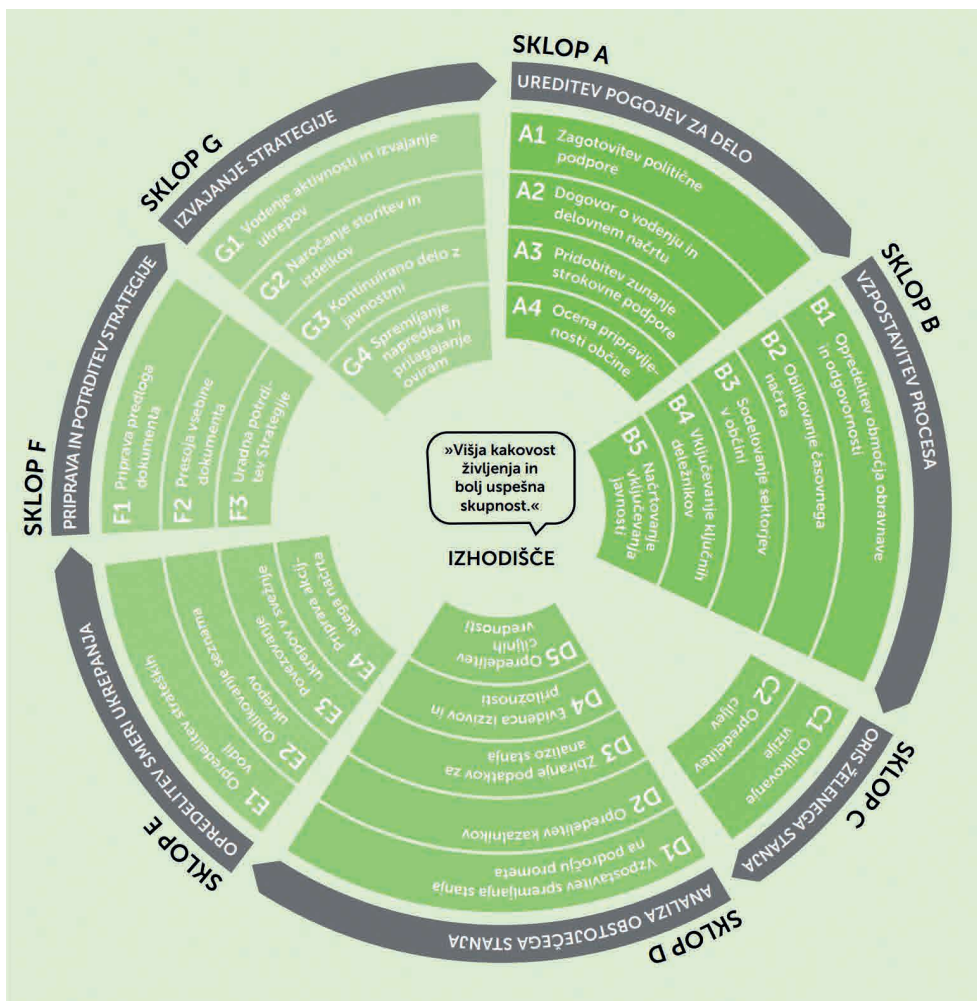 SKLOP A
UREDITEV POGOJEV ZA DELO
A1 Zagotovitev politične
podpore
A2 Dogovor o vodenju in
delovnem načrtu
A3 Pridobitev zunanje
strokovne podpore
A4 Ocena pripravlje-
nosti občine
SKLOP B
VZPOSTAVITEV PROCESA
B1 Opredelitev območja obravnave
in odgovornosti
B2 Oblikovanje časovnega
načrta
B3 Sodelovanje sektorjev
v občini
B4 Vključevanje ključnih
deležnikov
B5 Načrtovanje
vključevanja
javnosti
SKLOP C
ORIS ŽELENEGA STANJA
C1 Oblikovanje
vizije
C2 Opredelitev
ciljev
SKLOP D
ANALIZA OBSTOJEČEGA STANJA
D1 Vzpostavitev spremljanja stanja
na področju prometa
D2 Opredelitev kazalnikov
D3 Zbiranje podatkov za
analizo stanja
D4 Evidenca izzivov in
priložnosti
D5 Opredelitev
ciljnih
vrednosti
SKLOP E
OPREDELITEV SMERI UKREPANJA
E1 Opredelitev strateških
vodil
E2 Oblikovanje seznama
ukrepov
E3 Povezovanje
ukrepov v svežnja
E4 Priprava akcij-
skega načrta
SKLOP F
PRIPRAVA IN POTRDITEV STRATEGIJE
F1 Priprava predloga
dokumenta
F2 Presoja vsebine
dokumenta
F3 Uradna potrdi-
tev Strategije
SKLOP G
IZVAJANJE STRATEGIJE
G1 Vodenje aktivnosti in izvajanje
ukrepov
G2 Naročanje storitev in
izdelkov
G3 Kontinuirano delo z
javnostmi
G4 Spremljanje
napredka in
prilagajanje
oviram
»Višja kakovost
življenja in
bolj uspešna
skupnost.«
IZHODIŠČE